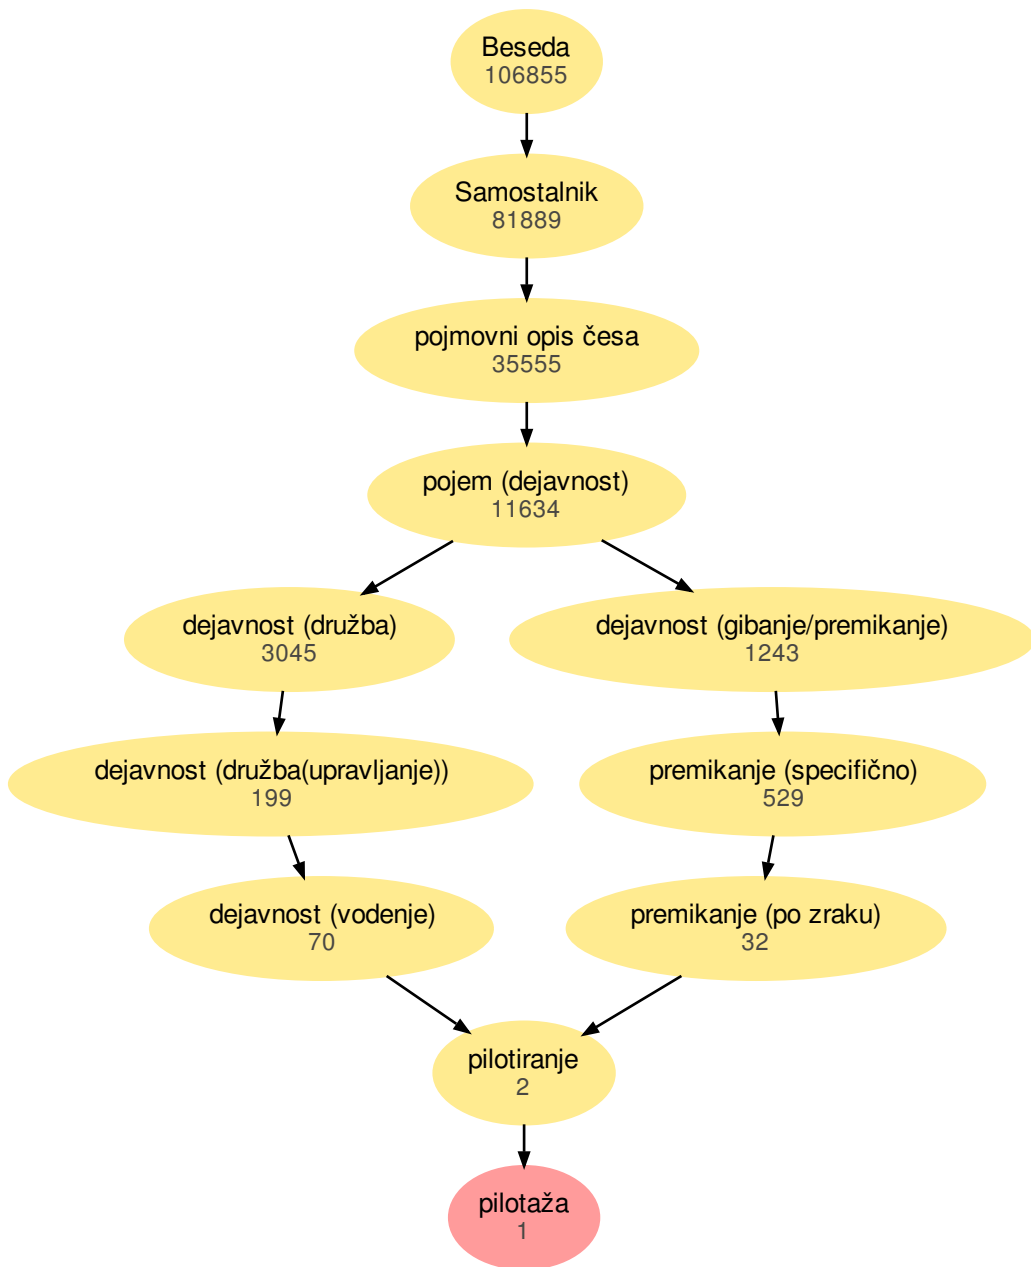 Beseda
106855
Samostalnik
81889
pojmovni opis česa
35555
pojem (dejavnost)
11634
dejavnost (družba)
3045
dejavnost (gibanje/premikanje)
1243
dejavnost (družba(upravljanje))
199
premikanje (specifično)
529
dejavnost (vodenje)
70
premikanje (po zraku)
32
pilotiranje
2
pilotaža
1